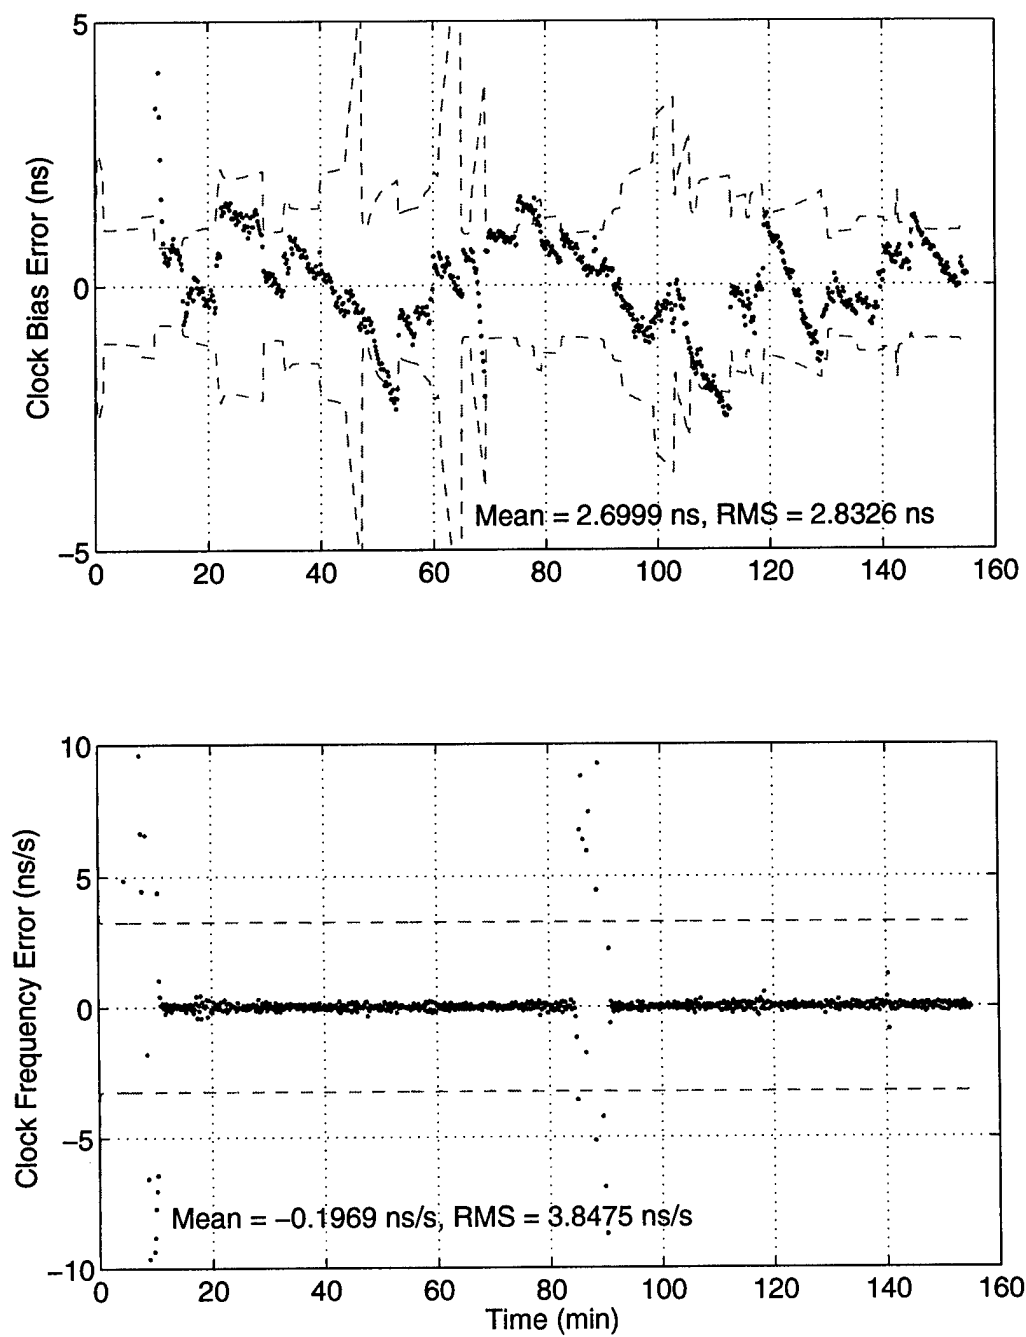 5
0
−5
Clock Bias Error (ns)
Mean = 2.6999 ns, RMS = 2.8326 ns
0 20 40 60 80 100 120 140 160
10
5
0
−5
−10
Clock Frequency Error (ns/s)
Mean = −0.1969 ns/s, RMS = 3.8475 ns/s
0 20 40 60 80 100 120 140 160
Time (min)